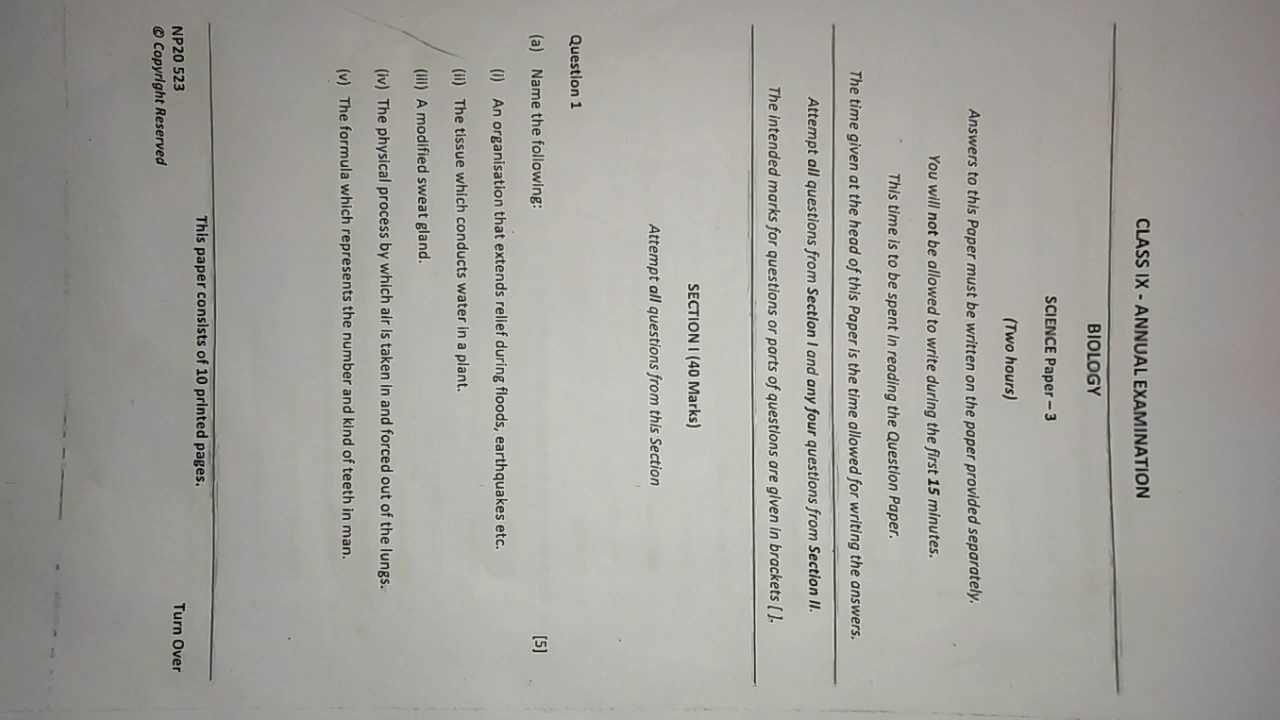 CLASS IX - ANNUAL EXAMINATION
BIOLOGY
SCIENCE Paper – 3
(Two hours)
Answers to this Paper must be written on the paper provided separately.
You will not be allowed to write during the first 15 minutes.
This time is to be spent in reading the Question Paper.
The time given at the head of this Paper is the time allowed for writing the answers.
Attempt all questions from Section I and any four questions from Section II.
The intended marks for questions or parts of questions are given in brackets [ ].
SECTION I (40 Marks)
Attempt all questions from this Section
Question 1
(a) Name the following: [5]
(i) An organisation that extends relief during floods, earthquakes etc.
(ii) The tissue which conducts water in a plant.
(iii) A modified sweat gland.
(iv) The physical process by which air is taken in and forced out of the lungs.
(v) The formula which represents the number and kind of teeth in man.
This paper consists of 10 printed pages.
NP20 523 Turn Over
© Copyright Reserved